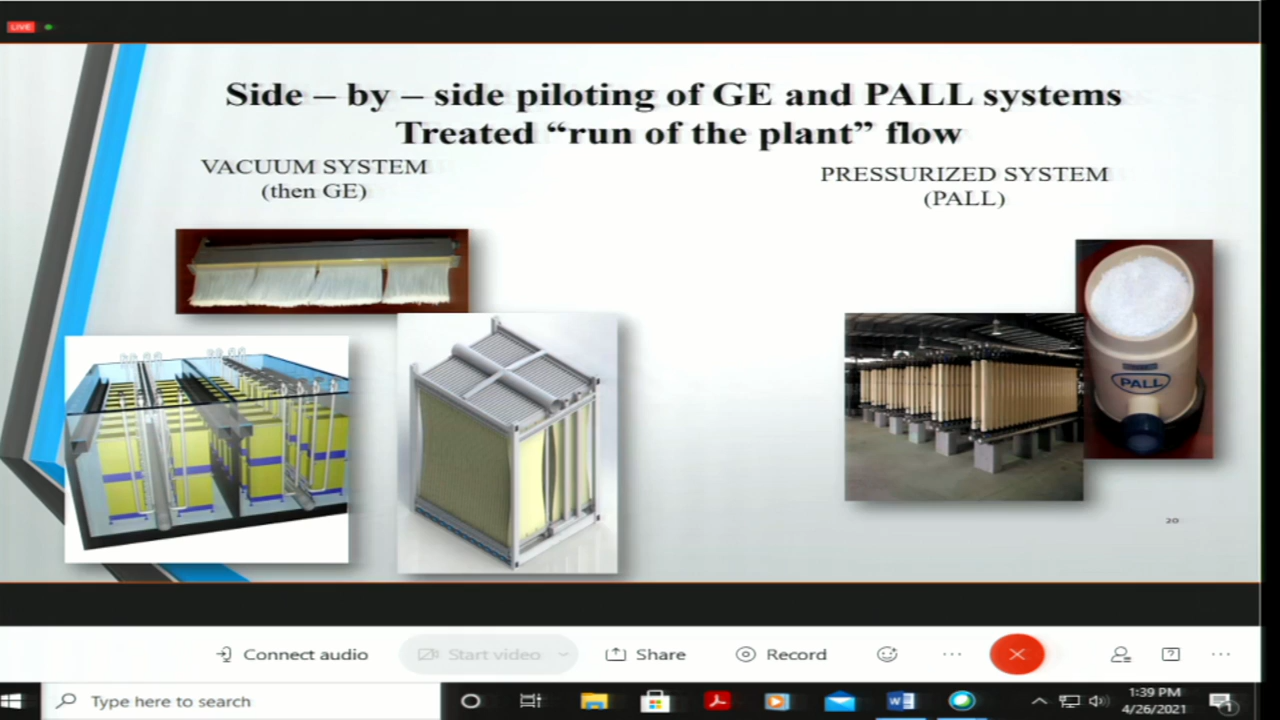 LIVE
Side – by – side piloting of GE and PALL systems
Treated “run of the plant” flow
VACUUM SYSTEM
(then GE)
PRESSURIZED SYSTEM
(PALL)
PALL
20
Connect audio
Start video
Share
Record
Type here to search
1:39 PM
4/26/2021
1